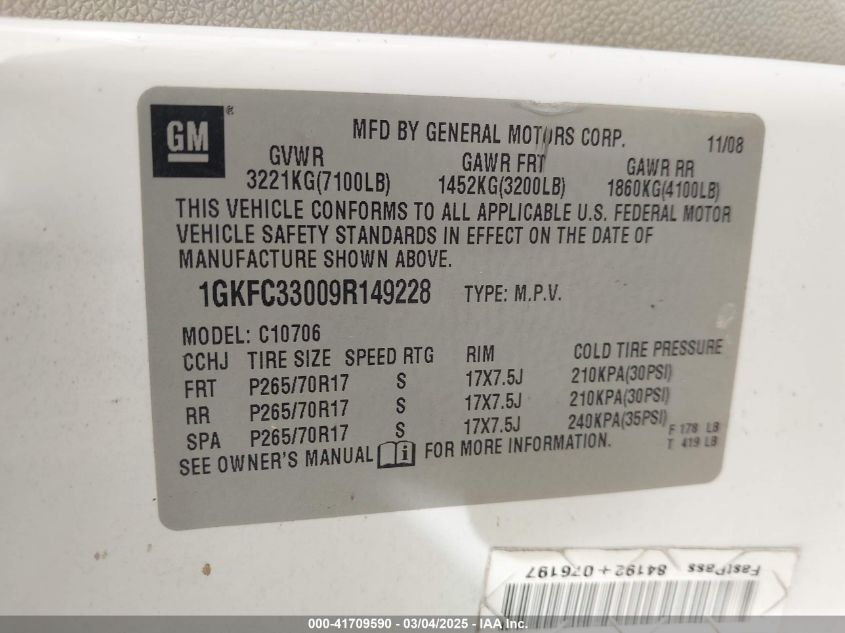 GM ®
MFD BY GENERAL MOTORS CORP. 11/08
GVWR GAWR FRT GAWR RR
3221KG(7100LB) 1452KG(3200LB) 1860KG(4100LB)
THIS VEHICLE CONFORMS TO ALL APPLICABLE U.S. FEDERAL MOTOR
VEHICLE SAFETY STANDARDS IN EFFECT ON THE DATE OF
MANUFACTURE SHOWN ABOVE.
1GKFC33009R149228 TYPE: M.P.V.
MODEL: C10706
CCHJ TIRE SIZE SPEED RTG RIM COLD TIRE PRESSURE
FRT P265/70R17 S 17X7.5J 210KPA(30PSI)
RR P265/70R17 S 17X7.5J 210KPA(30PSI)
SPA P265/70R17 S 17X7.5J 240KPA(35PSI) F 178 LB
T 419 LB
SEE OWNER'S MANUAL i FOR MORE INFORMATION.
FastPass 84192+076197
000-41709590 - 03/04/2025 - IAA, Inc.